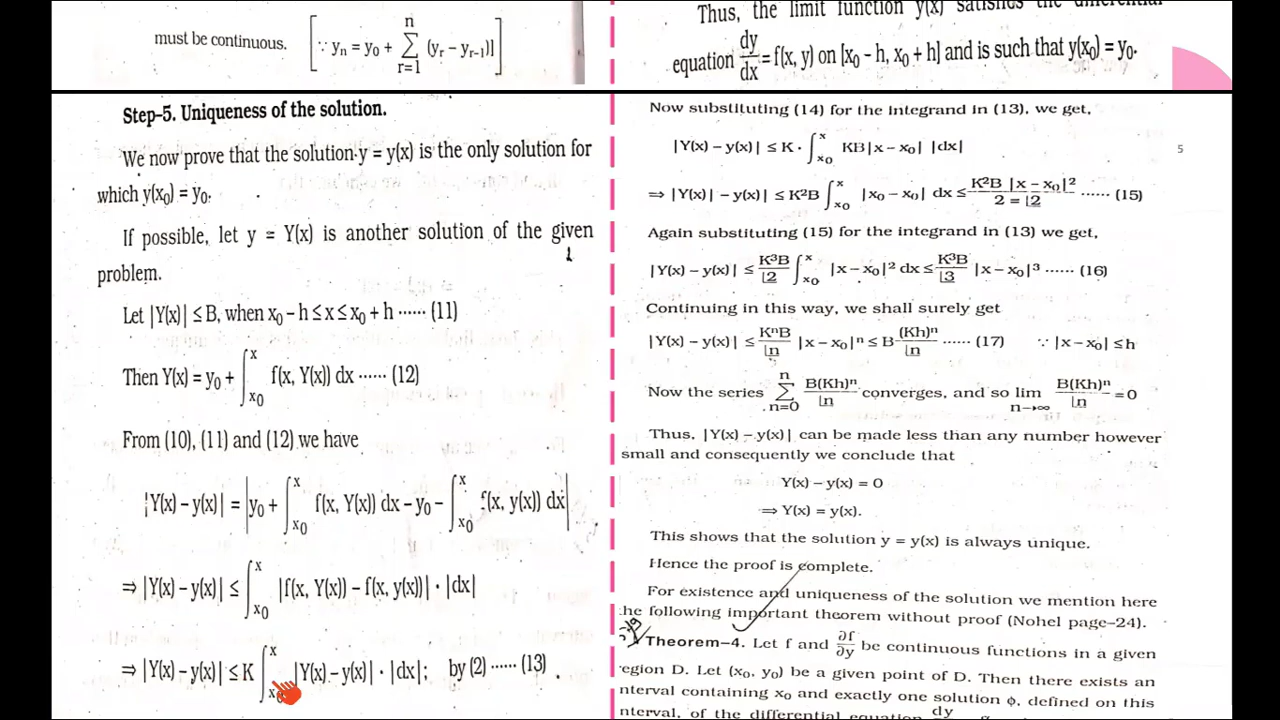 must be continuous. [∵ yₙ = y₀ + ∑ⁿᵣ₌₁ (yᵣ – yᵣ₋₁)]
Step-5. Uniqueness of the solution.
We now prove that the solution y = y(x) is the only solution for
which y(x₀) = y₀.
If possible, let y = Y(x) is another solution of the given
problem.
Let |Y(x)| ≤ B, when x₀ – h ≤ x ≤ x₀ + h ...... (11)
Then Y(x) = y₀ + ∫ₓ₀ˣ f(x, Y(x)) dx ...... (12)
From (10), (11) and (12) we have
|Y(x) – y(x)| = |y₀ + ∫ₓ₀ˣ f(x, Y(x)) dx – y₀ – ∫ₓ₀ˣ f(x, y(x)) dx|
⇒ |Y(x) – y(x)| ≤ ∫ₓ₀ˣ |f(x, Y(x)) – f(x, y(x))| · |dx|
⇒ |Y(x) – y(x)| ≤ K ∫ₓ₀ˣ |Y(x) – y(x)| · |dx|; by (2) ...... (13)
Thus, the limit function y(x) satisfies the differential
equation dy/dx = f(x, y) on [x₀ – h, x₀ + h] and is such that y(x₀) = y₀.
Now substituting (14) for the integrand in (13), we get,
|Y(x) – y(x)| ≤ K · ∫ₓ₀ˣ KB|x – x₀| |dx|
5
⇒ |Y(x)| – y(x)| ≤ K²B ∫ₓ₀ˣ |x₀ – x₀| dx ≤ K²B |x – x₀|² / 2 = ⌊2 ...... (15)
Again substituting (15) for the integrand in (13) we get,
|Y(x) – y(x)| ≤ K³B/⌊2 ∫ₓ₀ˣ |x – x₀|² dx ≤ K³B/⌊3 |x – x₀|³ ...... (16)
Continuing in this way, we shall surely get
|Y(x) – y(x)| ≤ KⁿB/⌊n |x – x₀|ⁿ ≤ B (Kh)ⁿ/⌊n ...... (17) ∵ |x – x₀| ≤ h
Now the series ∑ⁿₙ₌₀ B(Kh)ⁿ/⌊n converges, and so lim n→∞ B(Kh)ⁿ/⌊n = 0
Thus, |Y(x) – y(x)| can be made less than any number however
small and consequently we conclude that
Y(x) – y(x) = 0
⇒ Y(x) = y(x).
This shows that the solution y = y(x) is always unique.
Hence the proof is complete.
For existence and uniqueness of the solution we mention here
the following important theorem without proof (Nohel page-24).
Theorem-4. Let f and ∂f/∂y be continuous functions in a given
region D. Let (x₀, y₀) be a given point of D. Then there exists an
nterval containing x₀ and exactly one solution ϕ, defined on this
nterval, of the differential equation dy